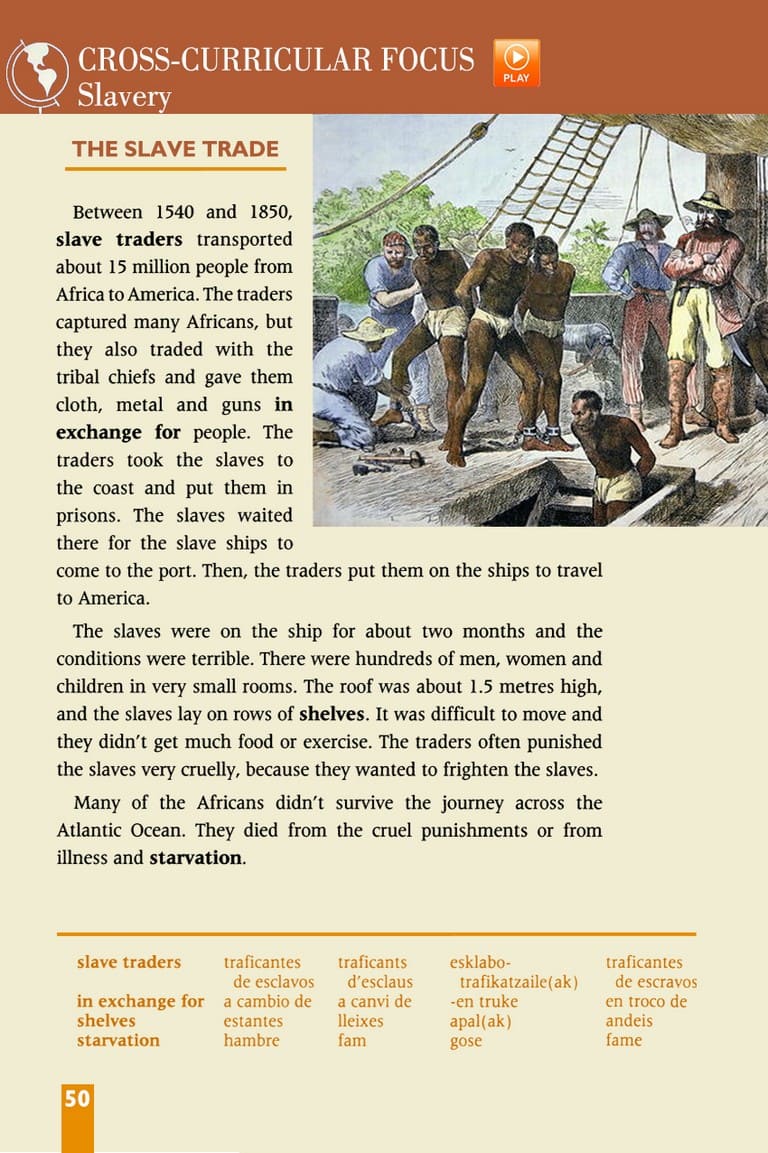 CROSS-CURRICULAR FOCUS
PLAY
Slavery
THE SLAVE TRADE
Between 1540 and 1850,
slave traders transported
about 15 million people from
Africa to America. The traders
captured many Africans, but
they also traded with the
tribal chiefs and gave them
cloth, metal and guns in
exchange for people. The
traders took the slaves to
the coast and put them in
prisons. The slaves waited
there for the slave ships to
come to the port. Then, the traders put them on the ships to travel
to America.
The slaves were on the ship for about two months and the
conditions were terrible. There were hundreds of men, women and
children in very small rooms. The roof was about 1.5 metres high,
and the slaves lay on rows of shelves. It was difficult to move and
they didn't get much food or exercise. The traders often punished
the slaves very cruelly, because they wanted to frighten the slaves.
Many of the Africans didn't survive the journey across the
Atlantic Ocean. They died from the cruel punishments or from
illness and starvation.
slave traders traficantes traficants esklabo- traficantes
de esclavos d'esclaus trafikatzaile(ak) de escravos
in exchange for a cambio de a canvi de -en truke en troco de
shelves estantes lleixes apal(ak) andeis
starvation hambre fam gose fame
50